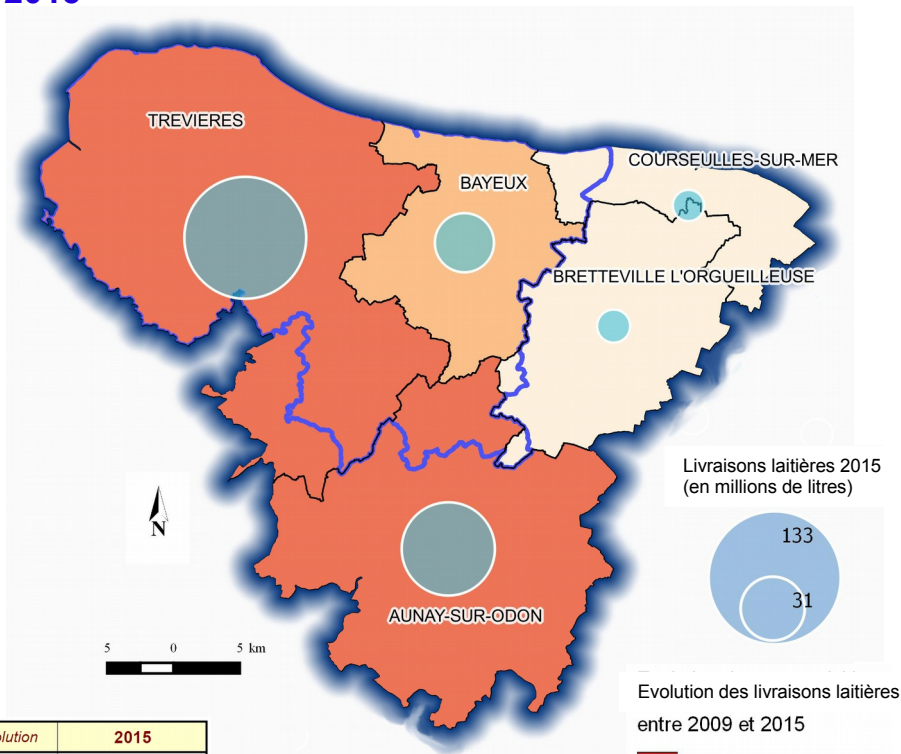 TREVIERES
COURSEULLES-SUR-MER
BAYEUX
BRETTEVILLE L'ORGUEILLEUSE
Livraisons laitières 2015
(en millions de litres)
133
31
N
AUNAY-SUR-ODON
5 0 5 km
Evolution des livraisons laitières
entre 2009 et 2015
2015